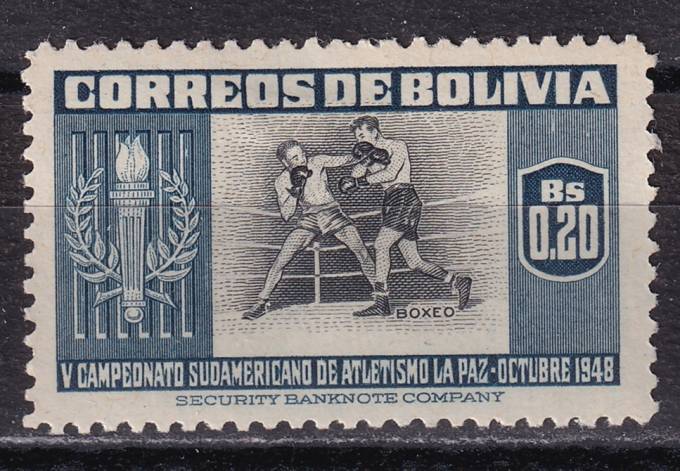 CORREOS DE BOLIVIA
Bs
0.20
BOXEO
V CAMPEONATO SUDAMERICANO DE ATLETISMO LA PAZ-OCTUBRE 1948
SECURITY BANKNOTE COMPANY